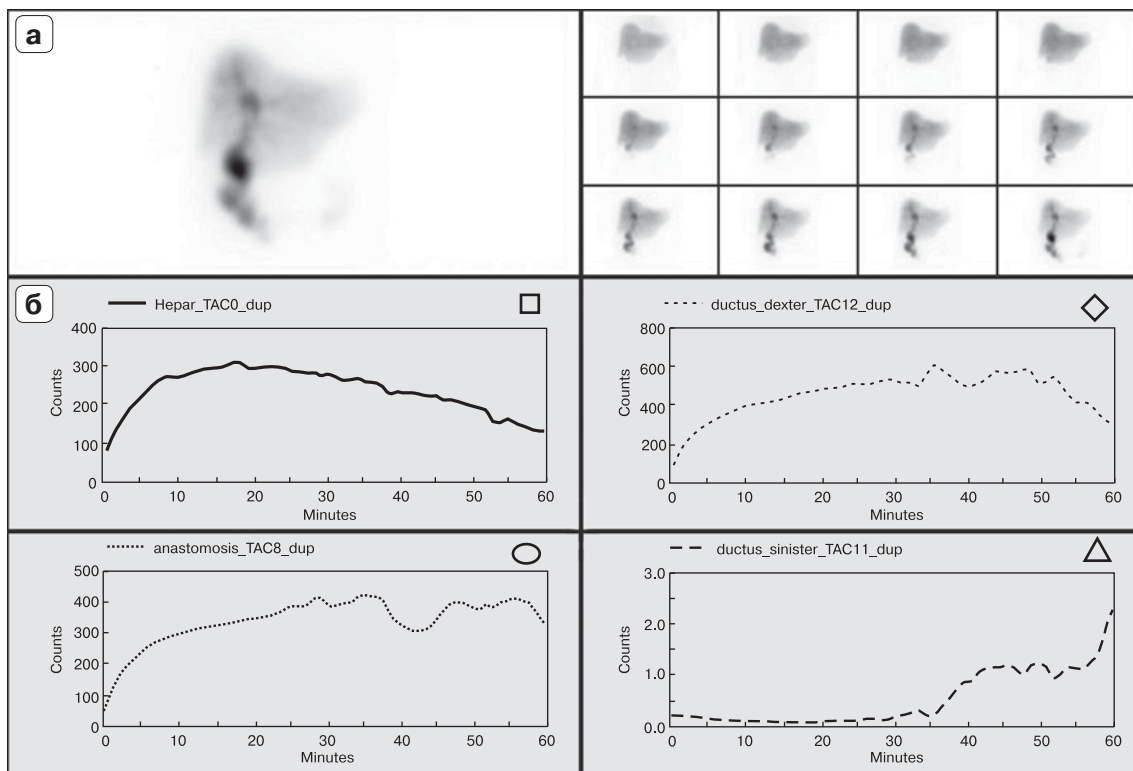 а
б
Hepar_TAC0_dup
400
300
200
100
0
Counts
0 10 20 30 40 50 60
Minutes
ductus_dexter_TAC12_dup
800
600
400
200
0
Counts
0 10 20 30 40 50 60
Minutes
anastomosis_TAC8_dup
500
400
300
200
100
0
Counts
0 10 20 30 40 50 60
Minutes
ductus_sinister_TAC11_dup
3.0
2.0
1.0
0.0
Counts
0 10 20 30 40 50 60
Minutes